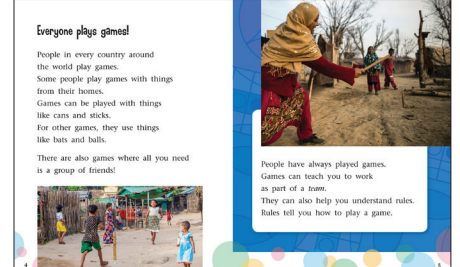 Everyone plays games!
People in every country around
the world play games.
Some people play games with things
from their homes.
Games can be played with things
like cans and sticks.
For other games, they use things
like bats and balls.
There are also games where all you need
is a group of friends!
4
People have always played games.
Games can teach you to work
as part of a team.
They can also help you understand rules.
Rules tell you how to play a game.
5